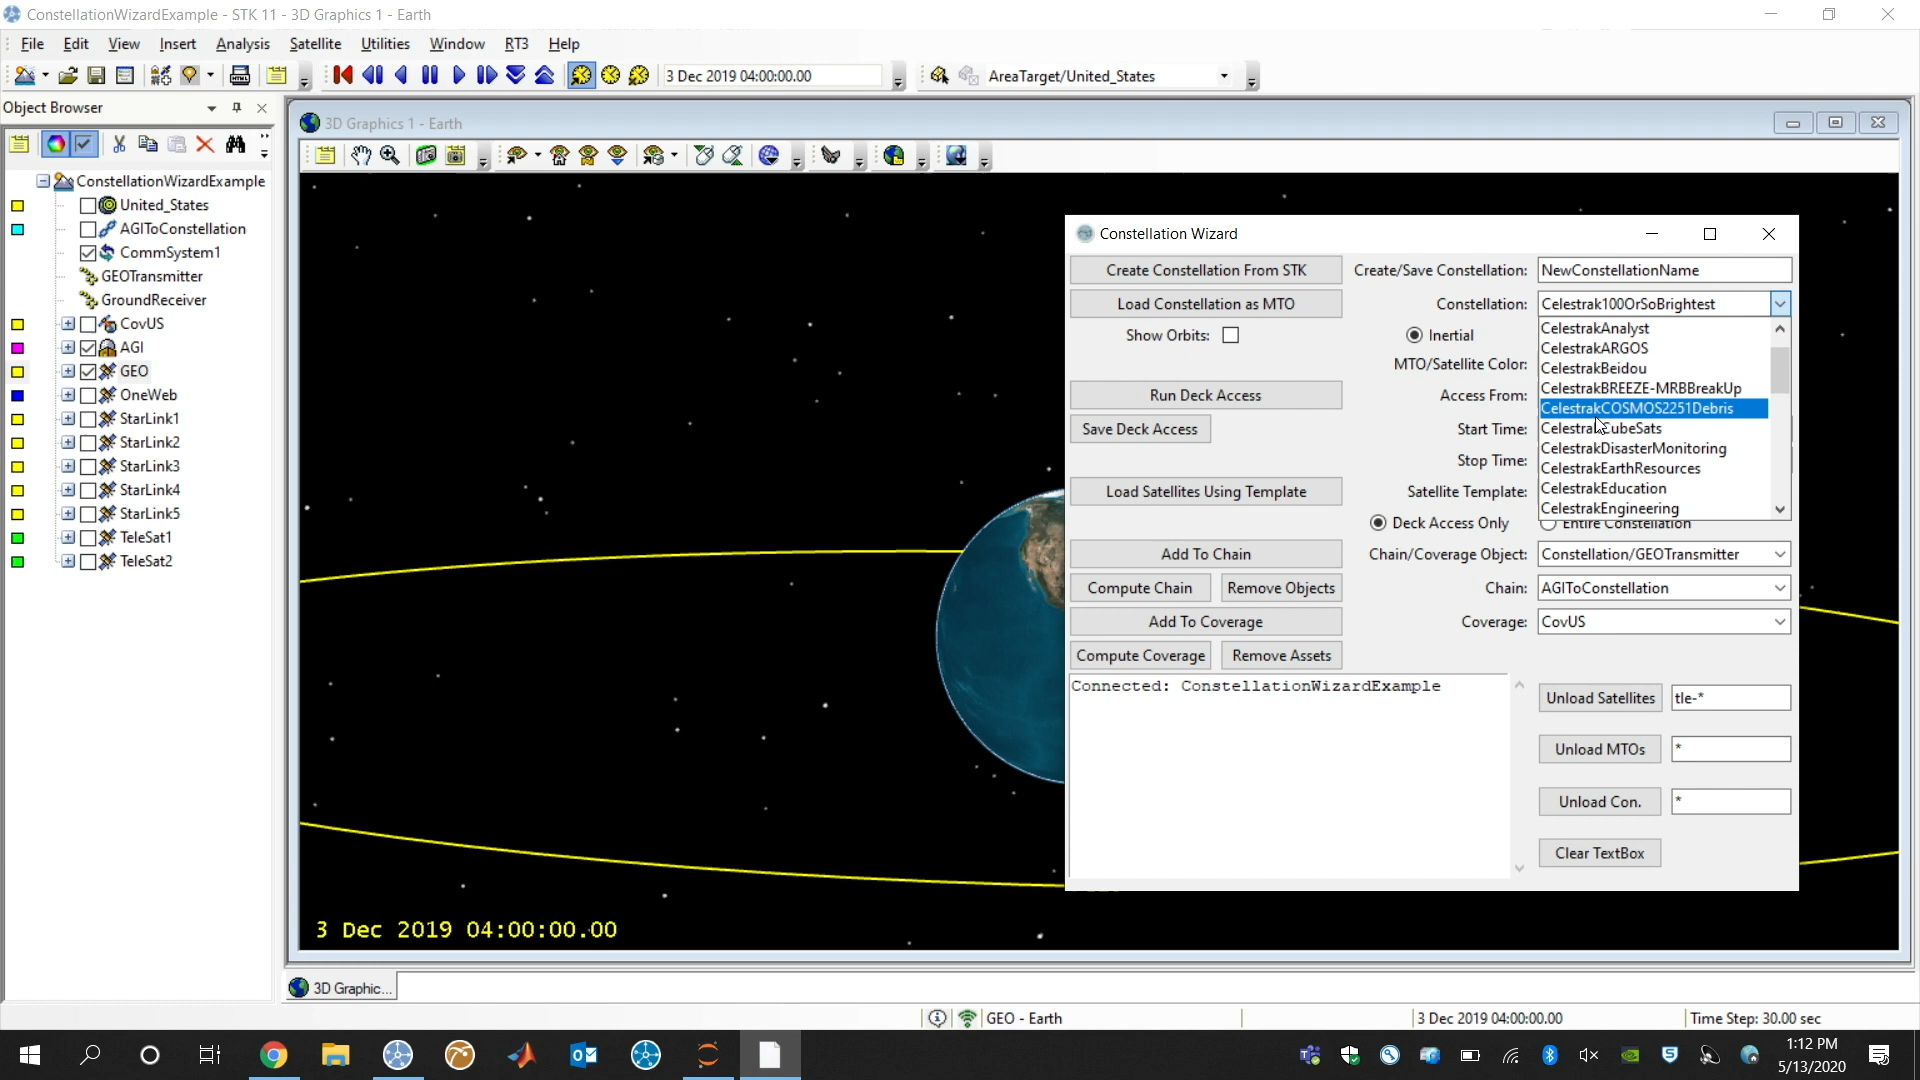 ConstellationWizardExample - STK 11 - 3D Graphics 1 - Earth
File Edit View Insert Analysis Satellite Utilities Window RT3 Help
3 Dec 2019 04:00:00.00
AreaTarget/United_States
Object Browser
ConstellationWizardExample
United_States
AGIToConstellation
CommSystem1
GEOTransmitter
GroundReceiver
CovUS
AGI
GEO
OneWeb
StarLink1
StarLink2
StarLink3
StarLink4
StarLink5
TeleSat1
TeleSat2
3D Graphics 1 - Earth
Constellation Wizard
Create Constellation From STK
Create/Save Constellation: NewConstellationName
Load Constellation as MTO
Constellation: Celestrak100OrSoBrightest
Show Orbits:
Inertial
MTO/Satellite Color:
CelestrakAnalyst
CelestrakARGOS
CelestrakBeidou
CelestrakBREEZE-MRBBreakUp
CelestrakCOSMOS2251Debris
CelestrakCubeSats
CelestrakDisasterMonitoring
CelestrakEarthResources
CelestrakEducation
CelestrakEngineering
Run Deck Access
Access From:
Save Deck Access
Start Time:
Stop Time:
Load Satellites Using Template
Satellite Template:
Deck Access Only
Entire Constellation
Add To Chain
Chain/Coverage Object: Constellation/GEOTransmitter
Compute Chain
Remove Objects
Chain: AGIToConstellation
Add To Coverage
Coverage: CovUS
Compute Coverage
Remove Assets
Connected: ConstellationWizardExample
Unload Satellites tle-*
Unload MTOs *
Unload Con. *
Clear TextBox
3 Dec 2019 04:00:00.00
3D Graphic...
GEO - Earth
3 Dec 2019 04:00:00.00
Time Step: 30.00 sec
1:12 PM
5/13/2020